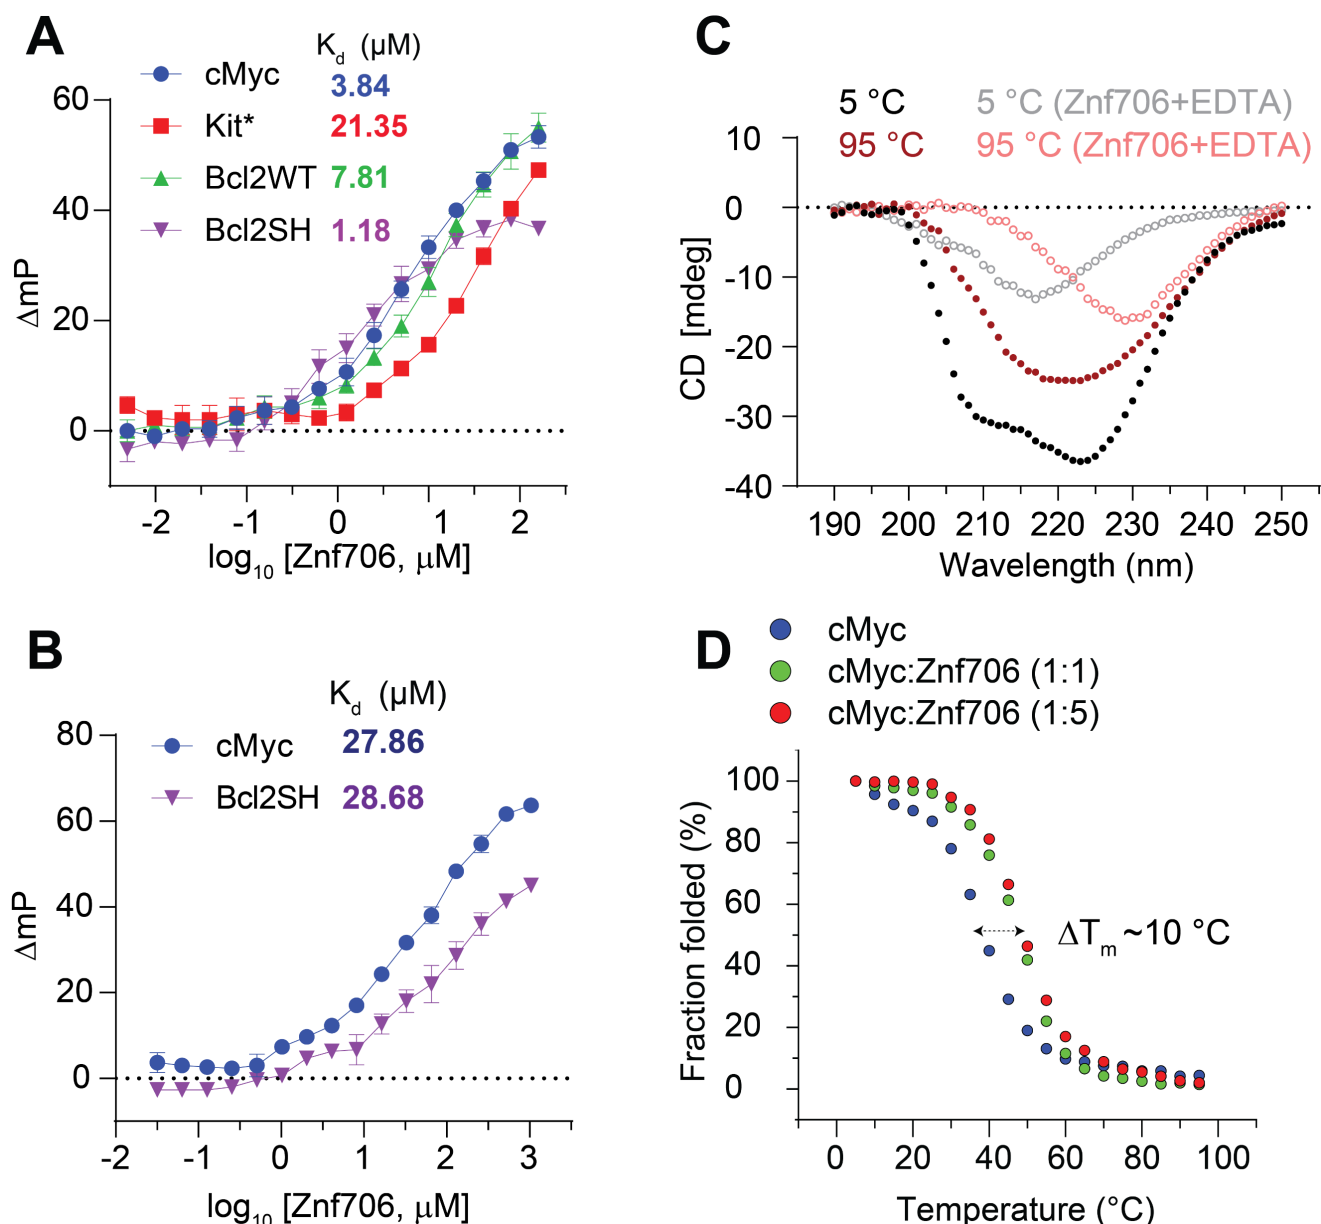 A
K_d (µM)
cMyc 3.84
Kit* 21.35
Bcl2WT 7.81
Bcl2SH 1.18
60
40
20
0
ΔmP
-2 -1 0 1 2
log10 [Znf706, µM]
B
K_d (µM)
cMyc 27.86
Bcl2SH 28.68
80
60
40
20
0
ΔmP
-2 -1 0 1 2 3
log10 [Znf706, µM]
C
5 °C 5 °C (Znf706+EDTA)
95 °C 95 °C (Znf706+EDTA)
10
0
-10
-20
-30
-40
CD [mdeg]
190 200 210 220 230 240 250
Wavelength (nm)
D
cMyc
cMyc:Znf706 (1:1)
cMyc:Znf706 (1:5)
100
80
60
40
20
0
Fraction folded (%)
ΔTm ~10 °C
0 20 40 60 80 100
Temperature (°C)